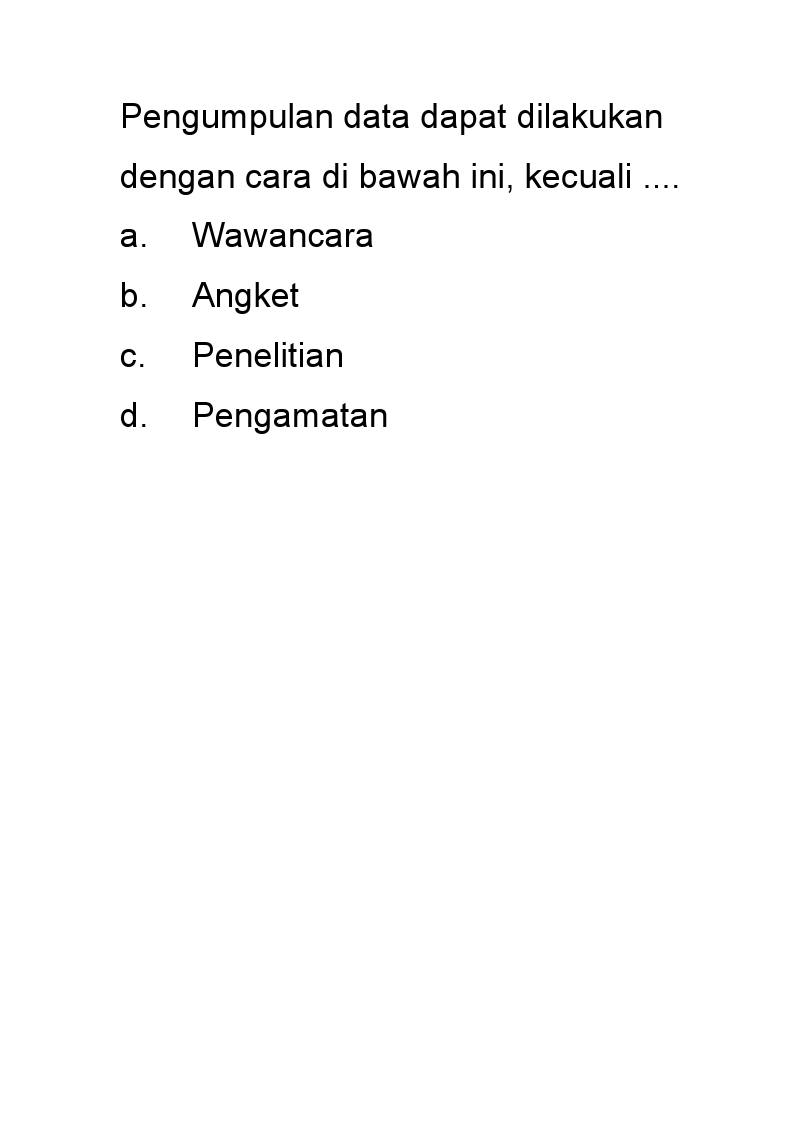 Pengumpulan data dapat dilakukan
dengan cara di bawah ini, kecuali ....
a. Wawancara
b. Angket
c. Penelitian
d. Pengamatan